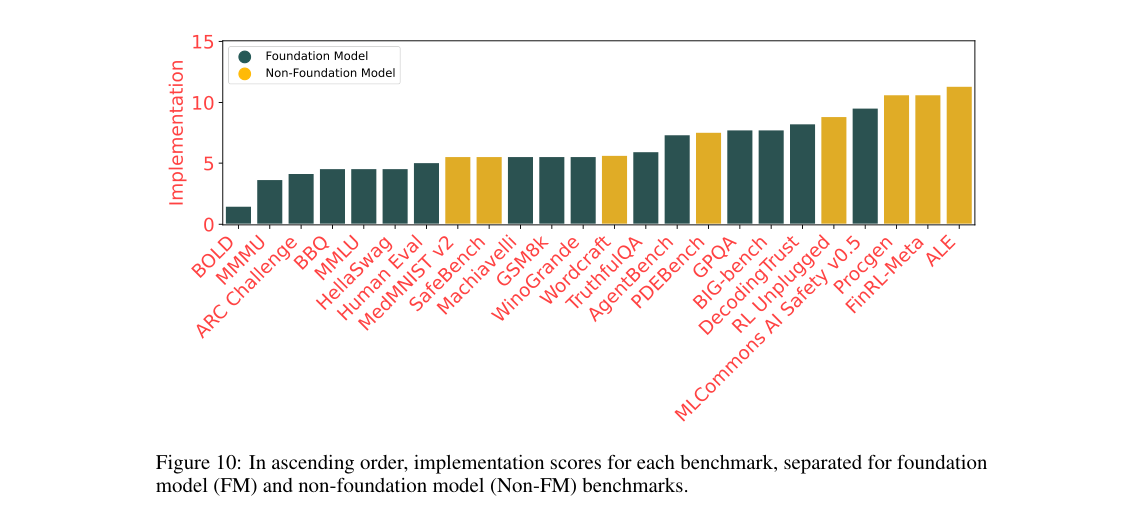 15
10
5
0
Implementation
Foundation Model
Non-Foundation Model
BOLD
MMMU
ARC Challenge
BBQ
MMLU
HellaSwag
Human Eval
MedMNIST v2
SafeBench
Machiavelli
GSM8k
WinoGrande
Wordcraft
TruthfulQA
AgentBench
PDEBench
GPQA
BIG-bench
DecodingTrust
RL Unplugged
MLCommons AI Safety v0.5
Procgen
FinRL-Meta
ALE
Figure 10: In ascending order, implementation scores for each benchmark, separated for foundation
model (FM) and non-foundation model (Non-FM) benchmarks.